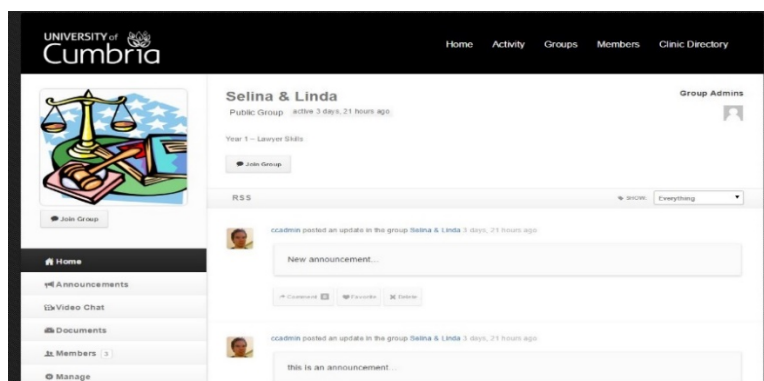 UNIVERSITY of
Cumbria
Home Activity Groups Members Clinic Directory
Selina & Linda
Public Group active 3 days, 21 hours ago
Group Admins
Year 1 – Lawyer Skills
Join Group
Join Group
RSS
SHOW: Everything
ccadmin posted an update in the group Selina & Linda 3 days, 21 hours ago
New announcement...
Comment 0 Favorite Delete
ccadmin posted an update in the group Selina & Linda 3 days, 21 hours ago
this is an announcement...
Home
Announcements
Video Chat
Documents
Members 3
Manage